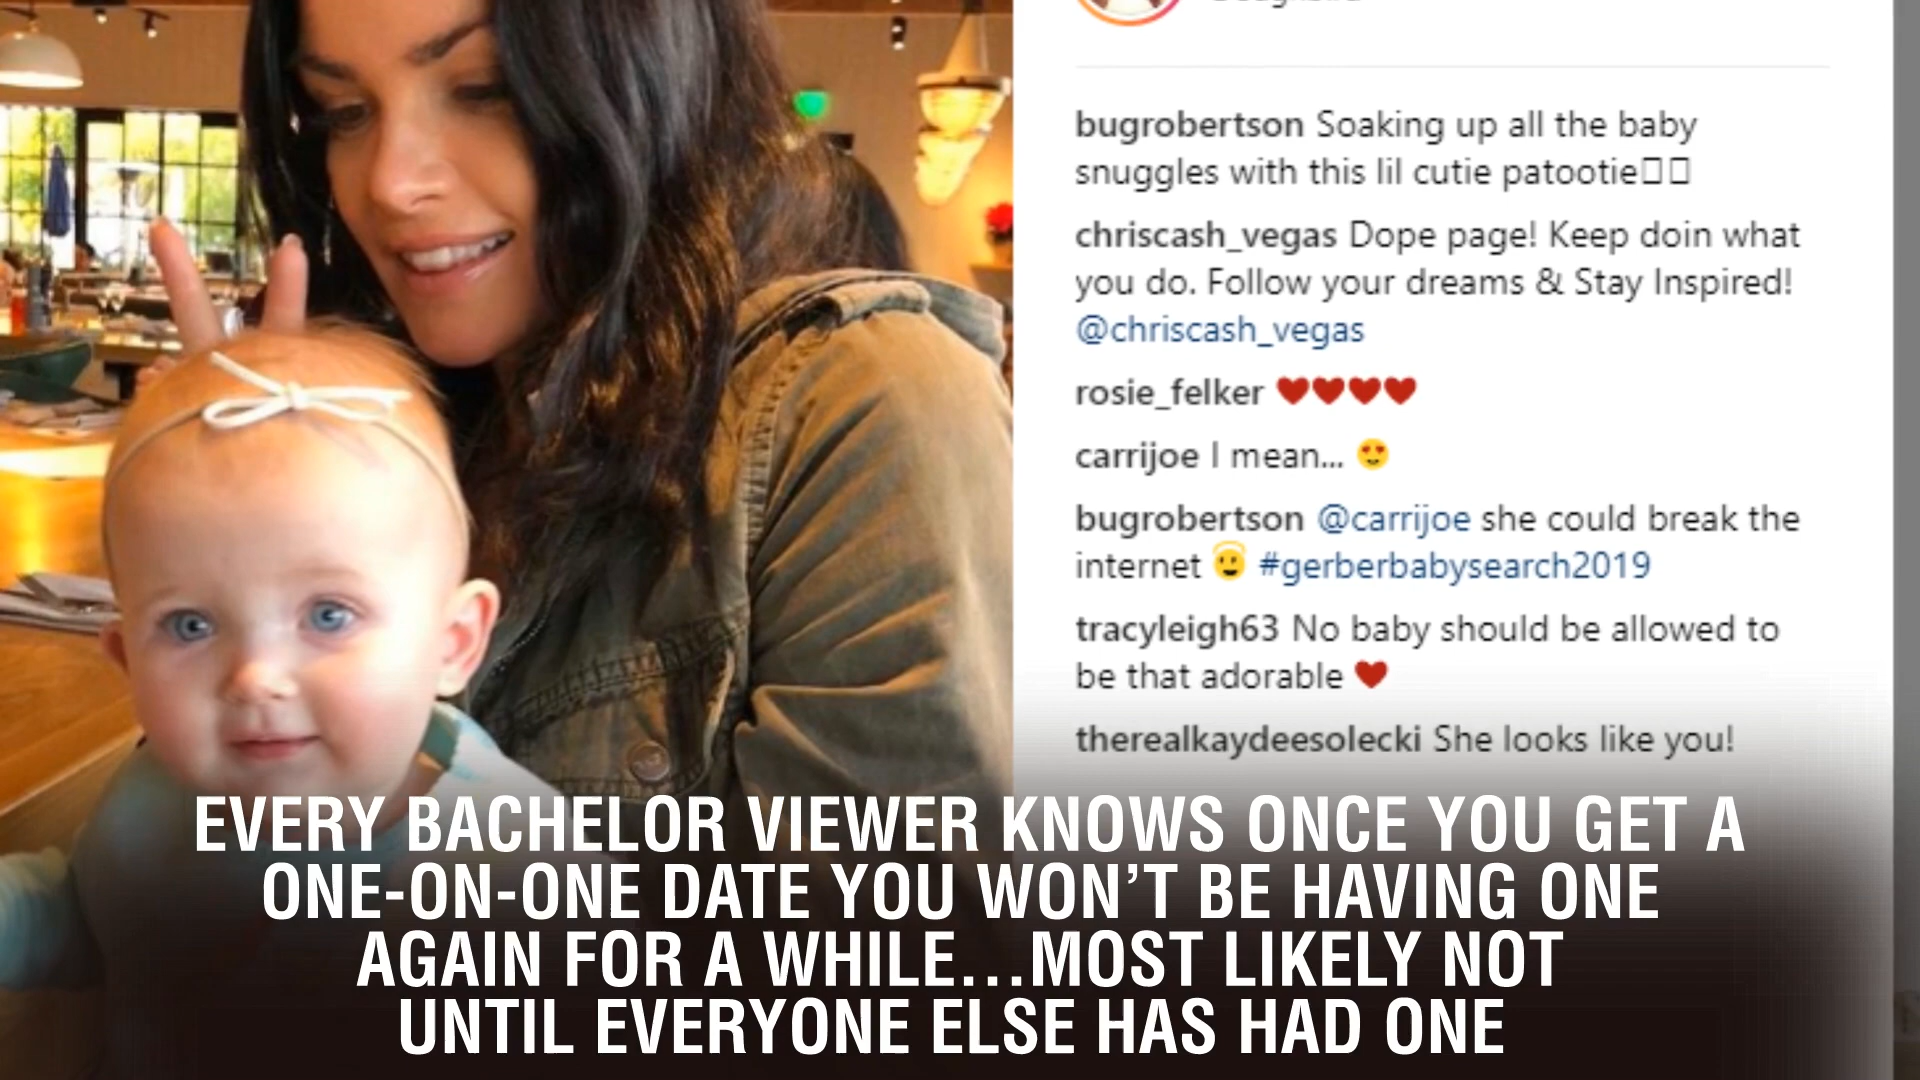 bugrobertson Soaking up all the baby
snuggles with this lil cutie patootie□□
chriscash_vegas Dope page! Keep doin what
you do. Follow your dreams & Stay Inspired!
@chriscash_vegas
rosie_felker ❤❤❤❤
carrijoe I mean... 😍
bugrobertson @carrijoe she could break the
internet 😇 #gerberbabysearch2019
tracyleigh63 No baby should be allowed to
be that adorable ❤
therealkaydeesolecki She looks like you!
EVERY BACHELOR VIEWER KNOWS ONCE YOU GET A
ONE-ON-ONE DATE YOU WON’T BE HAVING ONE
AGAIN FOR A WHILE...MOST LIKELY NOT
UNTIL EVERYONE ELSE HAS HAD ONE